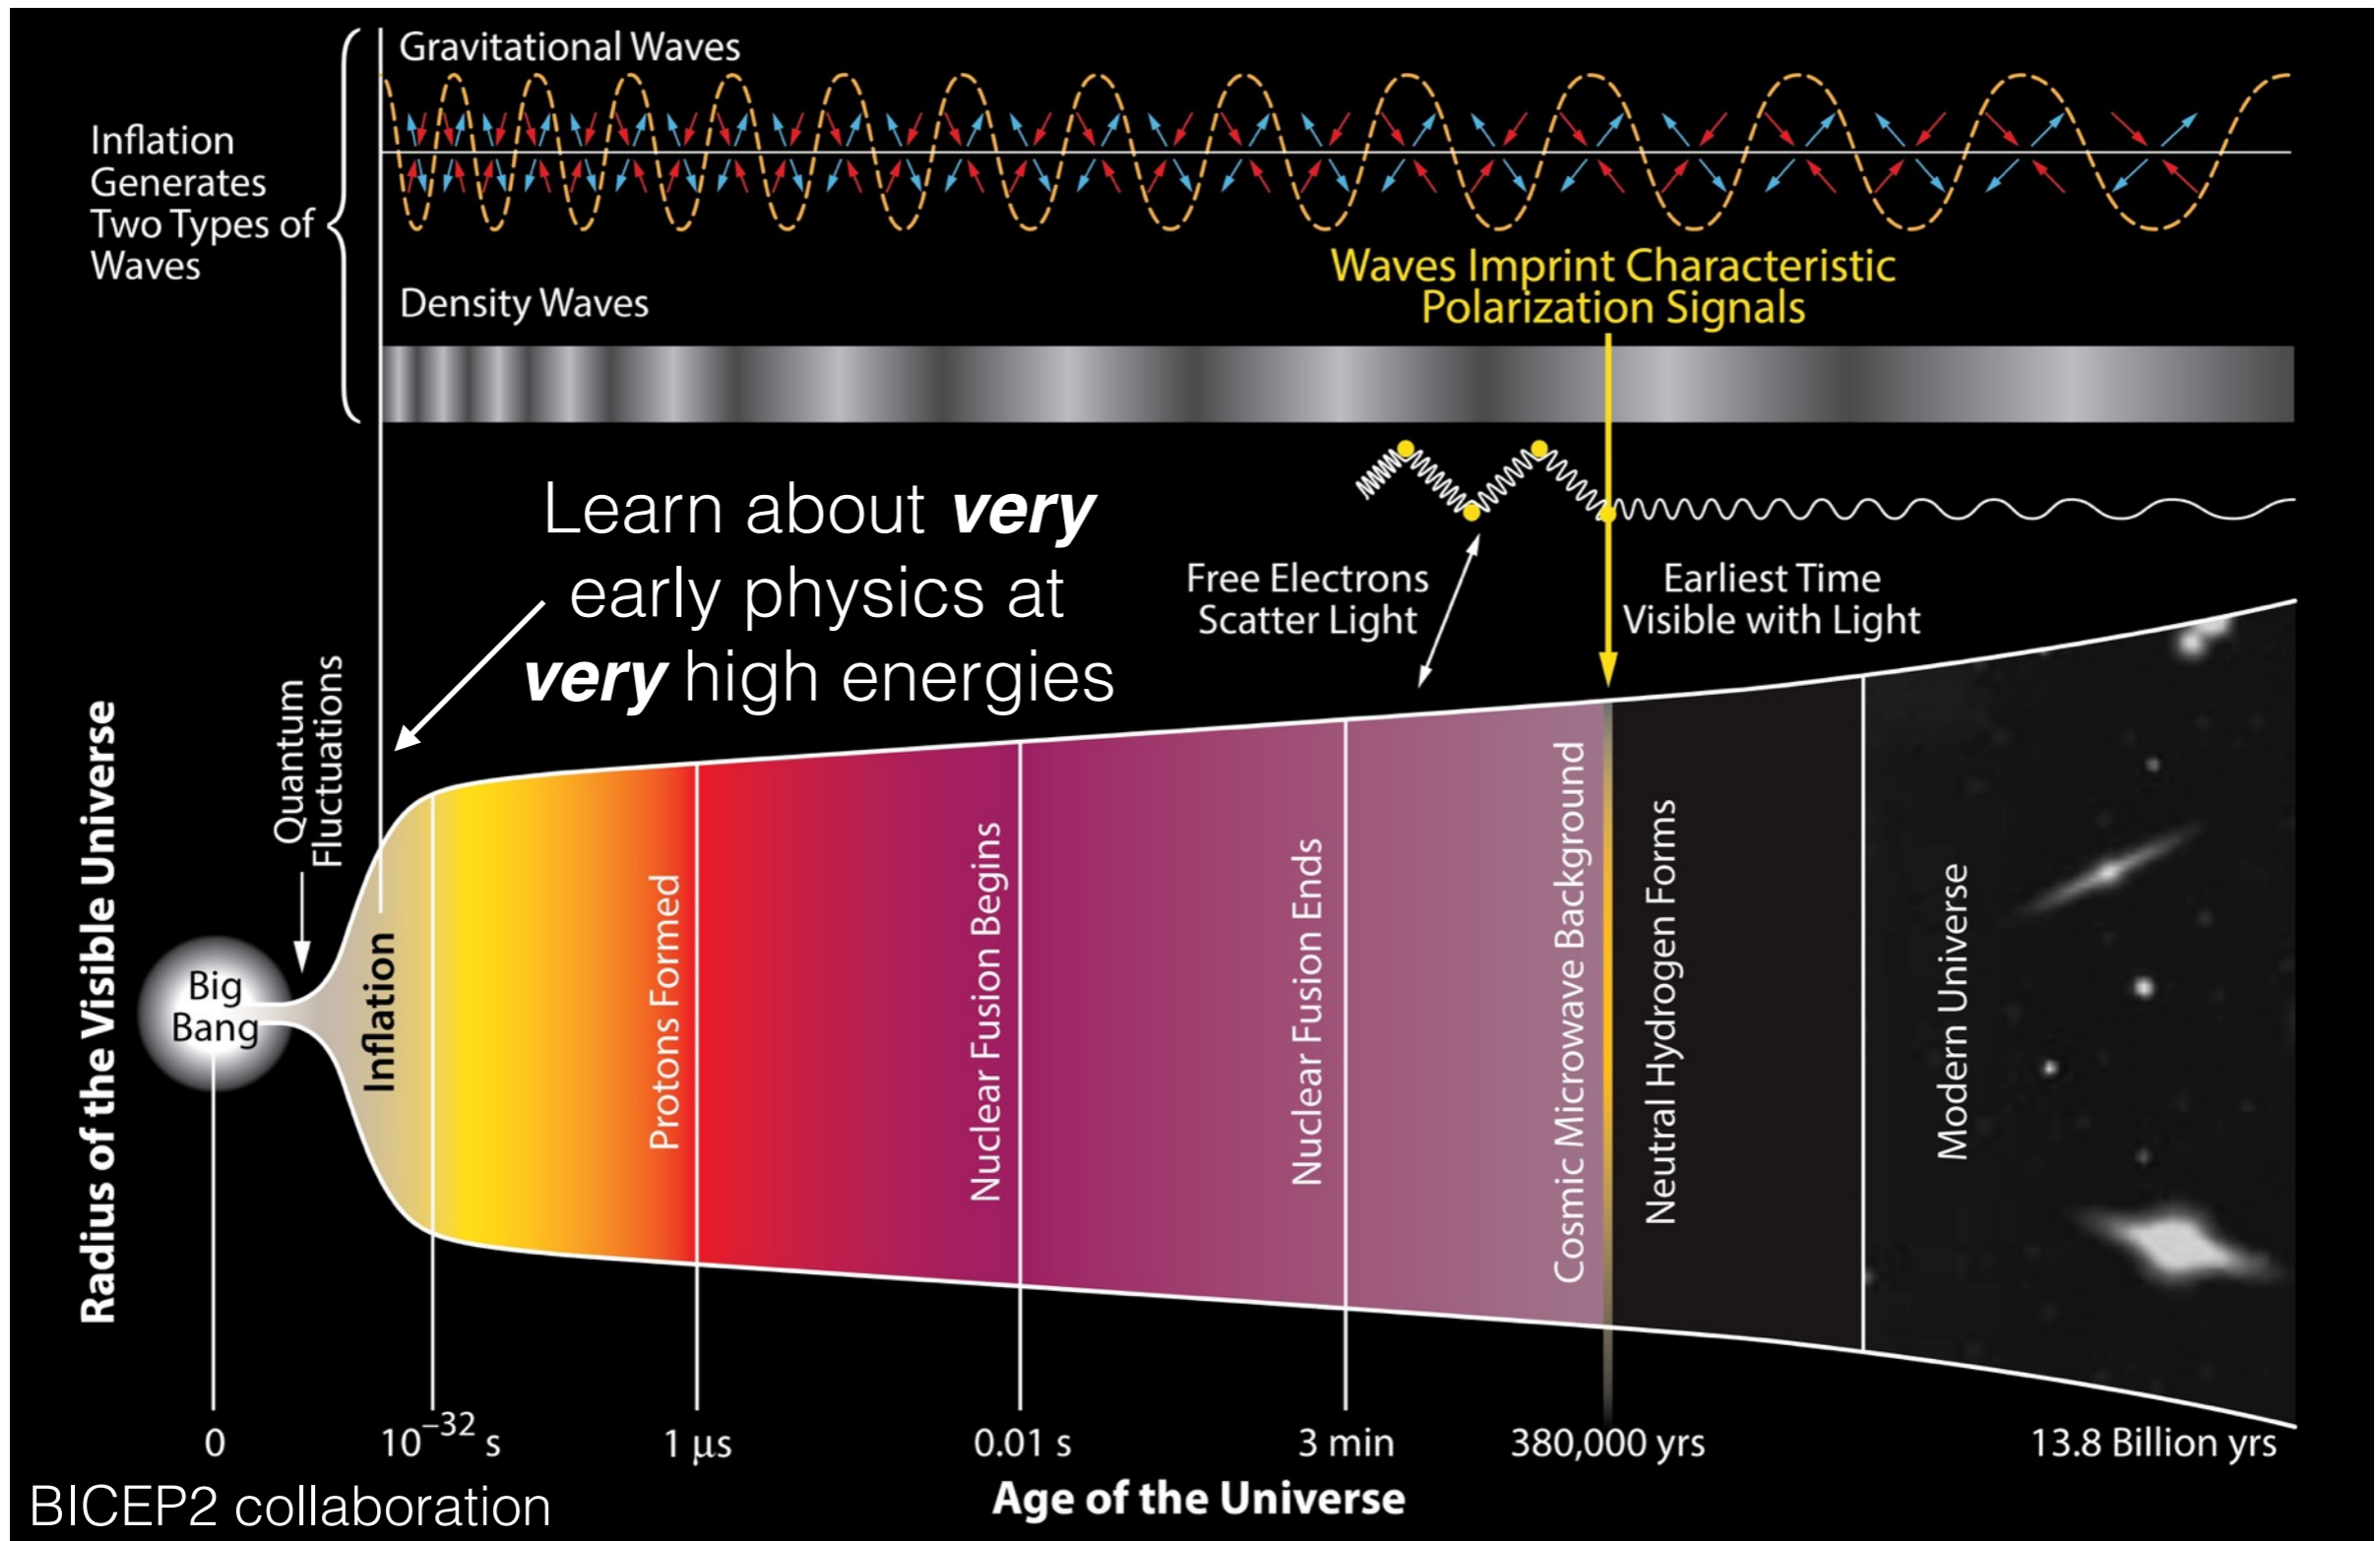 Gravitational Waves
Inflation
Generates
Two Types of
Waves
Waves Imprint Characteristic
Polarization Signals
Density Waves
Learn about very
early physics at
very high energies
Free Electrons
Scatter Light
Earliest Time
Visible with Light
Quantum
Fluctuations
Radius of the Visible Universe
Big
Bang
Inflation
Protons Formed
Nuclear Fusion Begins
Nuclear Fusion Ends
Cosmic Microwave Background
Neutral Hydrogen Forms
Modern Universe
0
10⁻³² s
1 μs
0.01 s
3 min
380,000 yrs
13.8 Billion yrs
Age of the Universe
BICEP2 collaboration